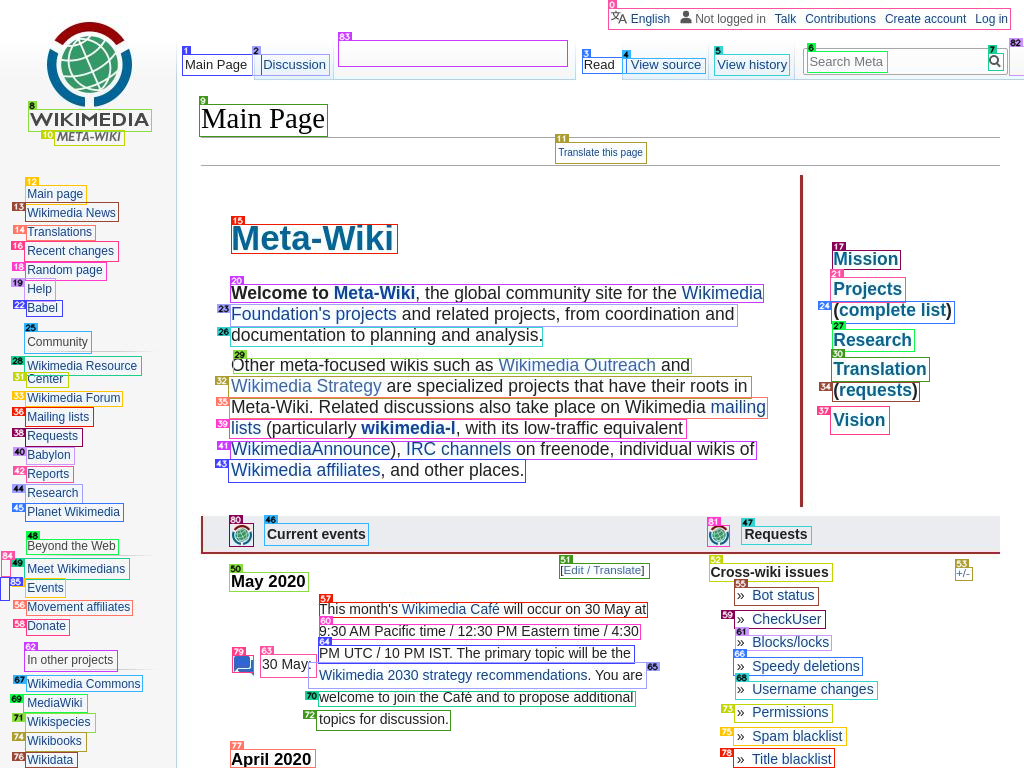 0
English Not logged in Talk Contributions Create account Log in
1 2 83 3 4 5 6 7 82
Main Page Discussion Read View source View history Search Meta
8
WIKIMEDIA
10 META-WIKI
9
Main Page
11
Translate this page
12
Main page
13 Wikimedia News
14 Translations
16 Recent changes
18 Random page
19 Help
22 Babel
25
Community
28 Wikimedia Resource
31 Center
33 Wikimedia Forum
36 Mailing lists
38 Requests
40 Babylon
42 Reports
44 Research
45 Planet Wikimedia
48
Beyond the Web
84
49 Meet Wikimedians
85 Events
56 Movement affiliates
58 Donate
62
In other projects
67 Wikimedia Commons
69 MediaWiki
71 Wikispecies
74 Wikibooks
76 Wikidata
15
Meta-Wiki
20
Welcome to Meta-Wiki, the global community site for the Wikimedia
23 Foundation's projects and related projects, from coordination and
26 documentation to planning and analysis.
29
Other meta-focused wikis such as Wikimedia Outreach and
32 Wikimedia Strategy are specialized projects that have their roots in
35 Meta-Wiki. Related discussions also take place on Wikimedia mailing
39 lists (particularly wikimedia-l, with its low-traffic equivalent
41 WikimediaAnnounce), IRC channels on freenode, individual wikis of
43 Wikimedia affiliates, and other places.
17
Mission
21
Projects
24 (complete list)
27
Research
30
Translation
34 (requests)
37 Vision
80 46
Current events
81 47
Requests
50
May 2020
51
[Edit / Translate]
57
This month's Wikimedia Café will occur on 30 May at
60
9:30 AM Pacific time / 12:30 PM Eastern time / 4:30
64
PM UTC / 10 PM IST. The primary topic will be the
79 63
30 May:
65
Wikimedia 2030 strategy recommendations. You are
70 welcome to join the Café and to propose additional
72 topics for discussion.
77
April 2020
52
Cross-wiki issues
53
+/-
55
» Bot status
59 » CheckUser
61
» Blocks/locks
66
» Speedy deletions
68
» Username changes
73 » Permissions
75 » Spam blacklist
78 » Title blacklist